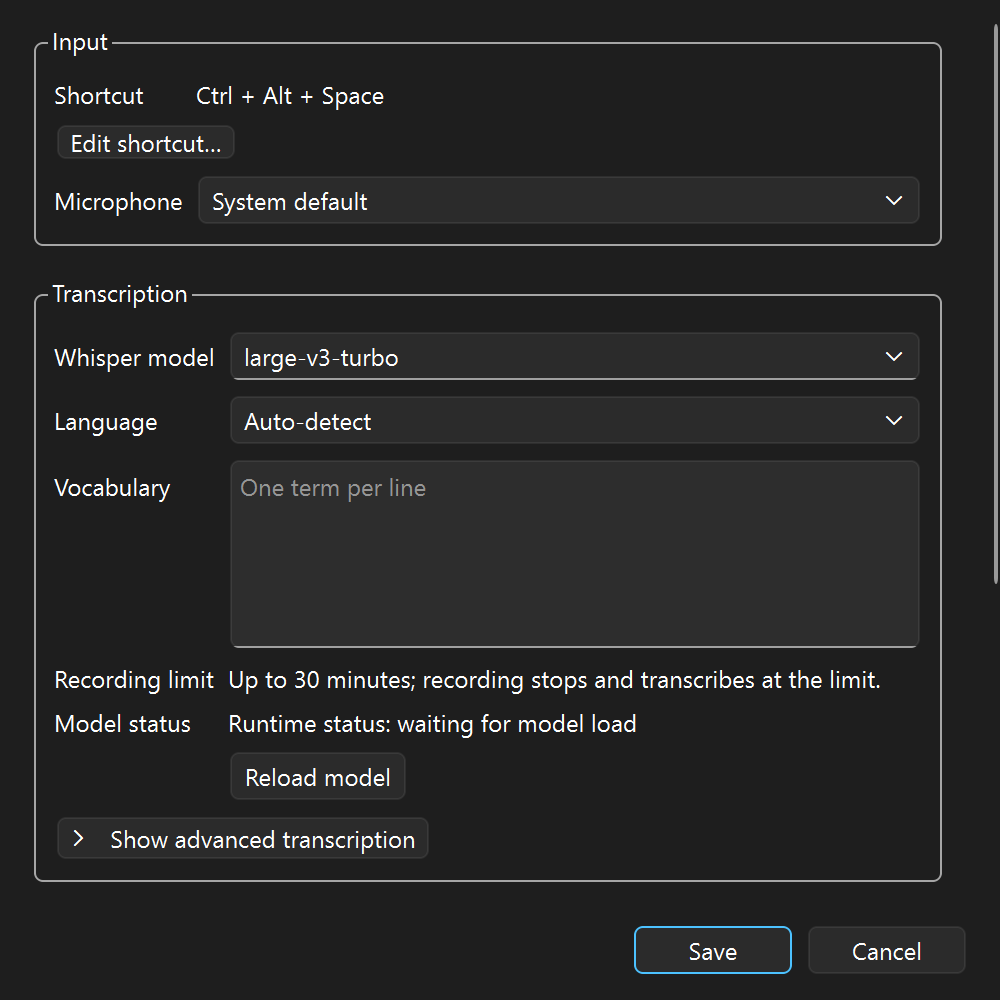 Input
Shortcut Ctrl + Alt + Space
Edit shortcut...
Microphone System default
Transcription
Whisper model large-v3-turbo
Language Auto-detect
Vocabulary One term per line
Recording limit Up to 30 minutes; recording stops and transcribes at the limit.
Model status Runtime status: waiting for model load
Reload model
Show advanced transcription
Save Cancel